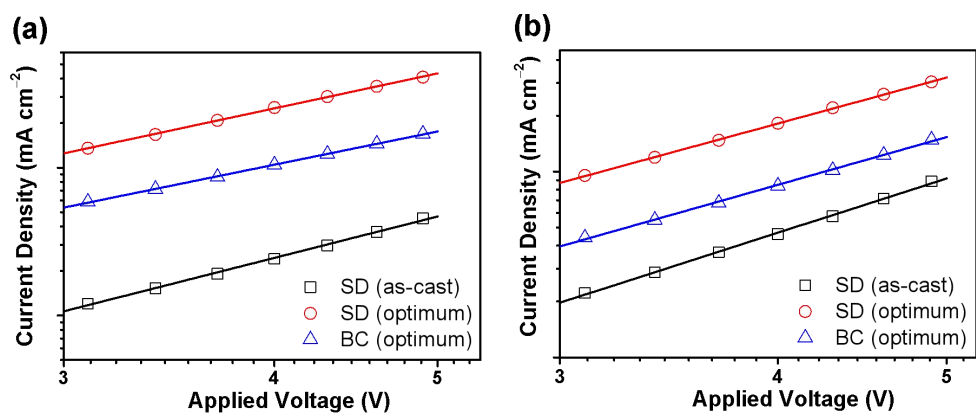 (a)
Current Density (mA cm⁻²)
SD (as-cast)
SD (optimum)
BC (optimum)
3
4
5
Applied Voltage (V)
(b)
Current Density (mA cm⁻²)
SD (as-cast)
SD (optimum)
BC (optimum)
3
4
5
Applied Voltage (V)